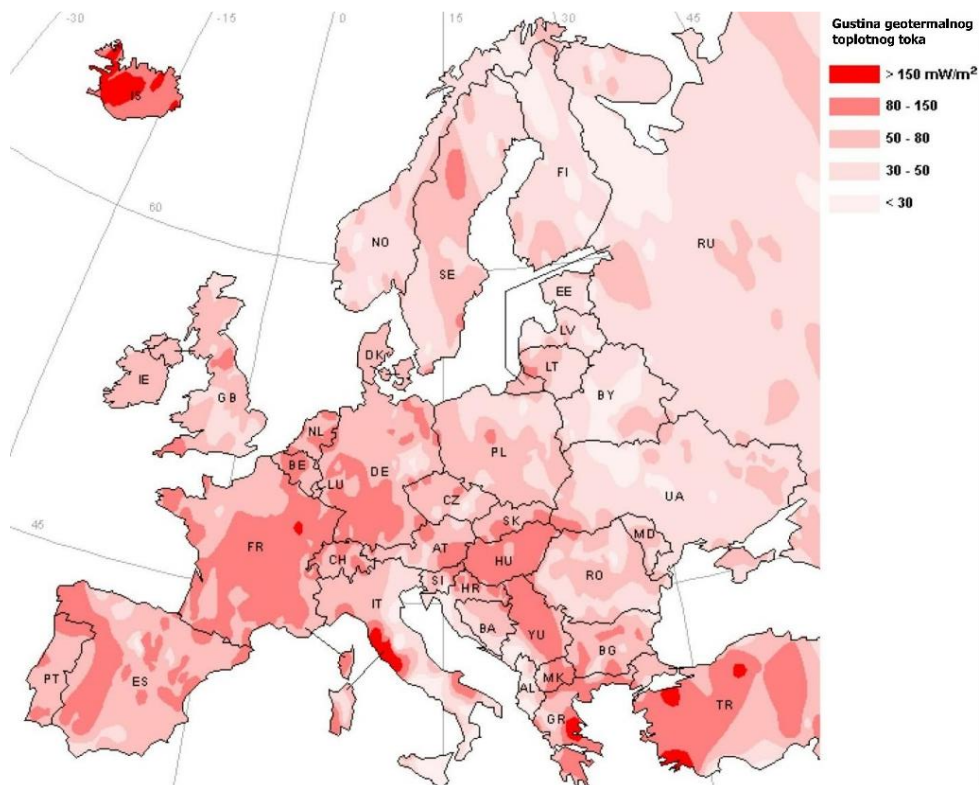 -30
-15
0
15
30
45
Gustina geotermalnog
toplotnog toka
> 150 mW/m²
80 - 150
50 - 80
30 - 50
< 30
IS
60
FI
NO
RU
SE
EE
LV
DK
LT
IE
BY
GB
NL
PL
BE
DE
LU
CZ
UA
SK
45
FR
AT
MD
CH
HU
RO
SI
HR
IT
BA
YU
BG
45
PT
ES
AL
MK
TR
GR